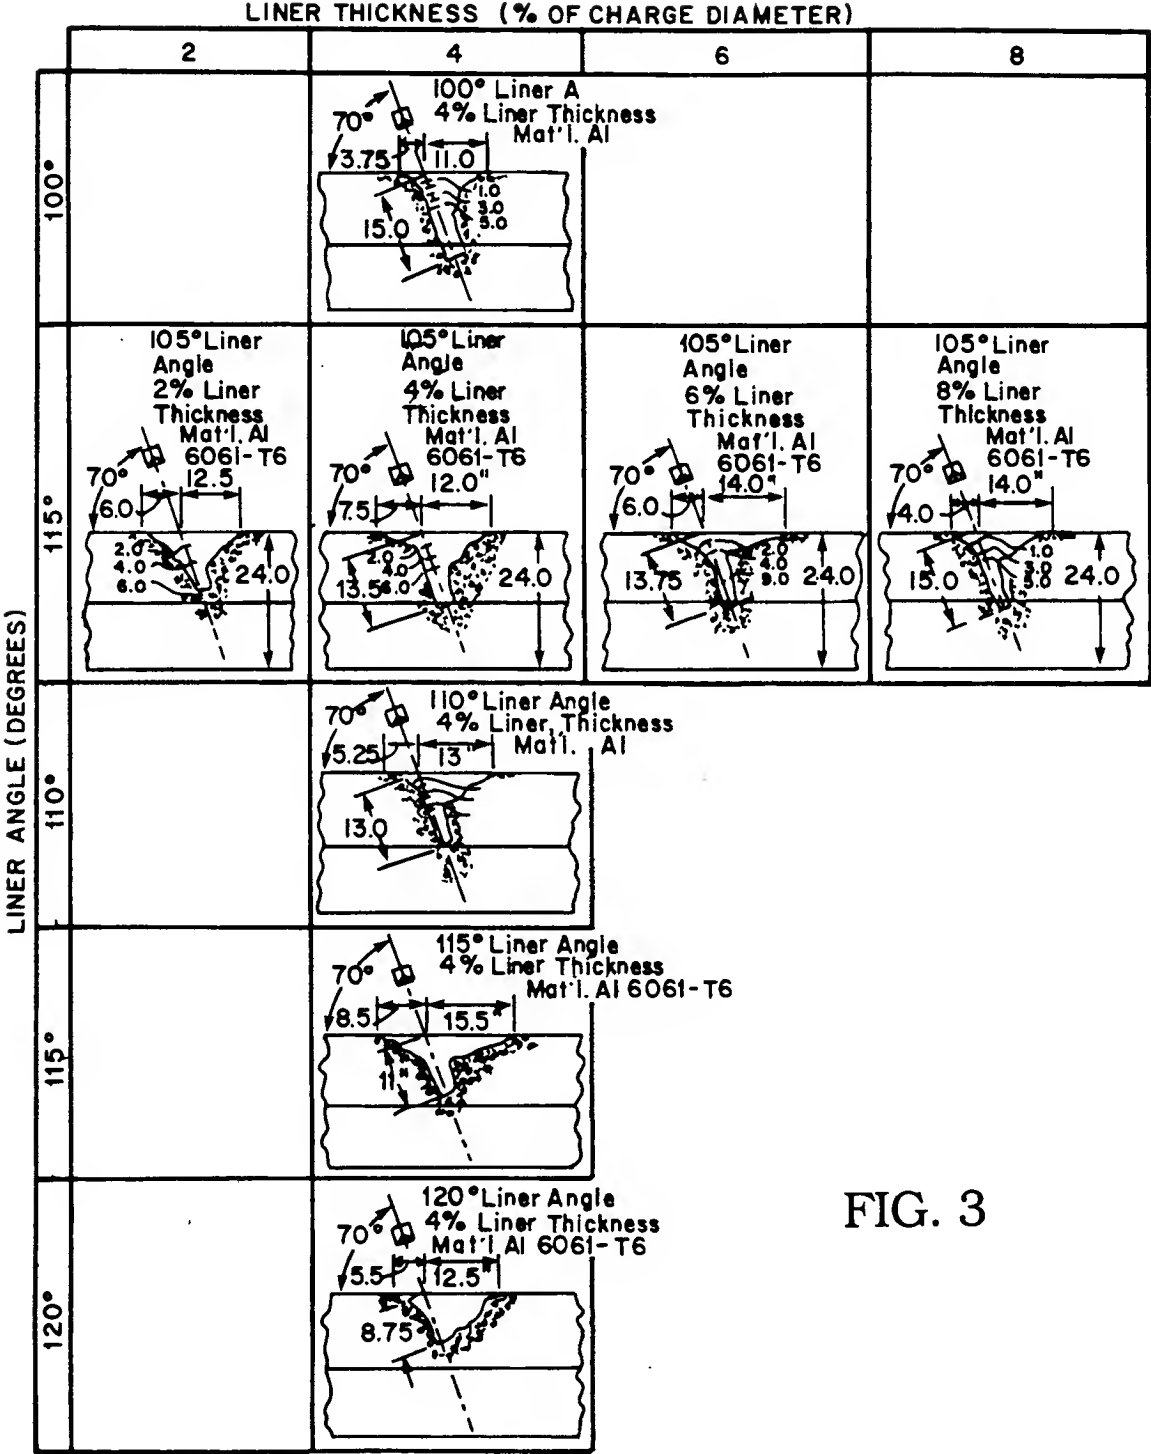 LINER THICKNESS (% OF CHARGE DIAMETER)
2 4 6 8
LINER ANGLE (DEGREES)
100°
100° Liner A
4% Liner Thickness
Mat'l. Al
70°
3.75 11.0
1.0
3.0
5.0
15.0
115°
105° Liner
Angle
2% Liner
Thickness
Mat'l. Al
6061-T6
70°
12.5
6.0
2.0
4.0
6.0
24.0
105° Liner
Angle
4% Liner
Thickness
Mat'l. Al
6061-T6
70°
12.0"
7.5
2.0
4.0
6.0
13.5
24.0
105° Liner
Angle
6% Liner
Thickness
Mat'l. Al
6061-T6
70°
14.0"
6.0
2.0
4.0
9.0
13.75
24.0
105° Liner
Angle
8% Liner
Thickness
Mat'l. Al
6061-T6
70°
14.0"
4.0
1.0
3.0
5.0
15.0
24.0
110°
110° Liner Angle
4% Liner, Thickness
Mat'l. Al
70°
5.25 13"
13.0
115°
115° Liner Angle
4% Liner Thickness
Mat'l. Al 6061-T6
70°
8.5 15.5"
11"
120°
120° Liner Angle
4% Liner Thickness
Mat'l Al 6061-T6
70°
5.5 12.5"
8.75
FIG. 3